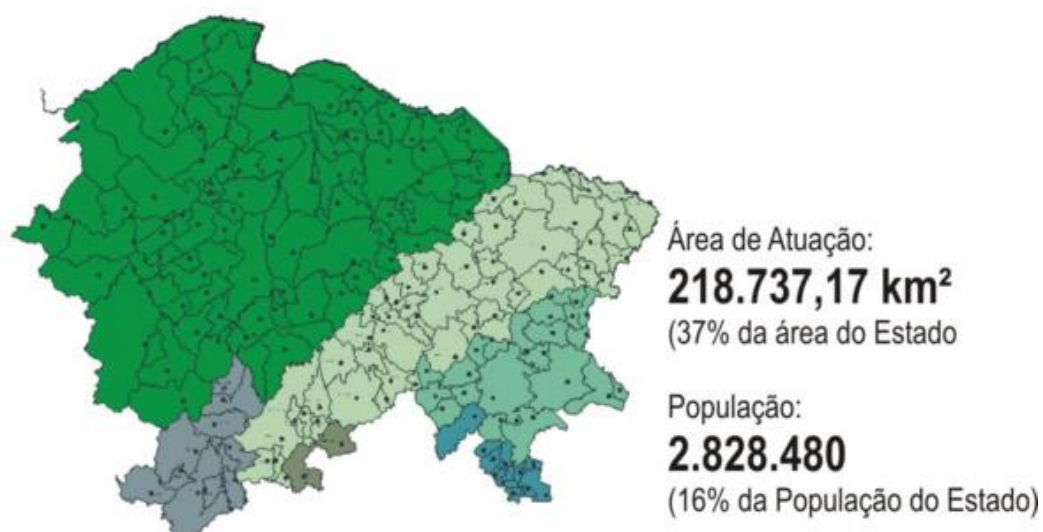 Área de Atuação:
218.737,17 km²
(37% da área do Estado
População:
2.828.480
(16% da População do Estado)